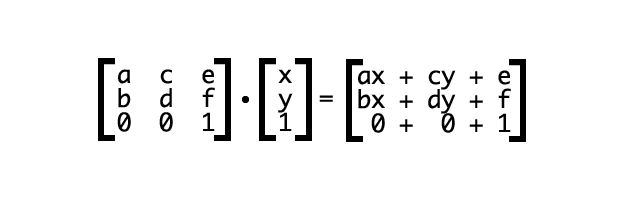 [a c e] · [x] = [ax + cy + e]
[b d f] [y] [bx + dy + f]
[0 0 1] [1] [0 + 0 + 1]